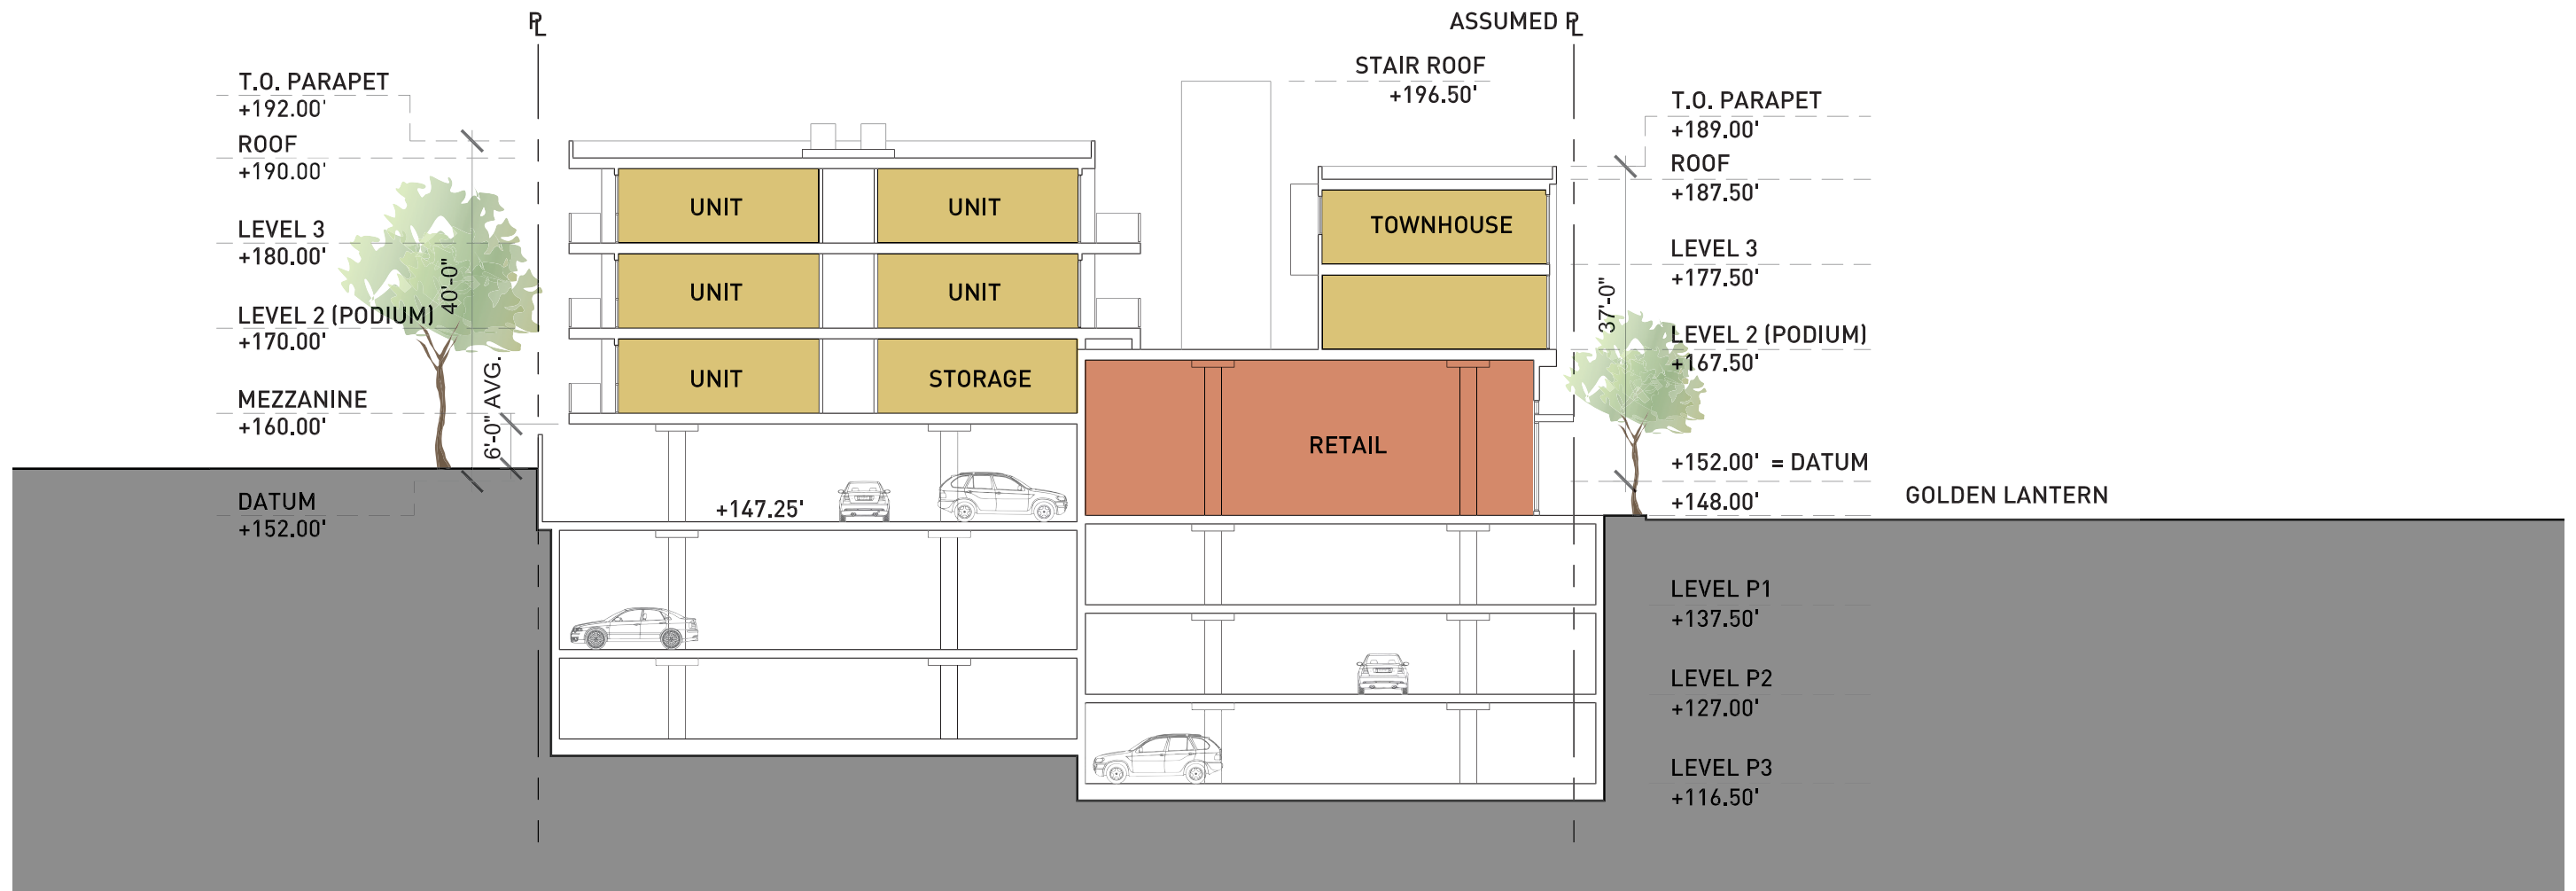 PL
ASSUMED PL
STAIR ROOF
+196.50'
T.O. PARAPET
+192.00'
ROOF
+190.00'
LEVEL 3
+180.00'
40'-0"
LEVEL 2 (PODIUM)
+170.00'
6'-0" AVG.
MEZZANINE
+160.00'
DATUM
+152.00'
UNIT
UNIT
UNIT
UNIT
UNIT
STORAGE
+147.25'
TOWNHOUSE
RETAIL
T.O. PARAPET
+189.00'
ROOF
+187.50'
LEVEL 3
+177.50'
37'-0"
LEVEL 2 (PODIUM)
+167.50'
+152.00' = DATUM
+148.00'
GOLDEN LANTERN
LEVEL P1
+137.50'
LEVEL P2
+127.00'
LEVEL P3
+116.50'